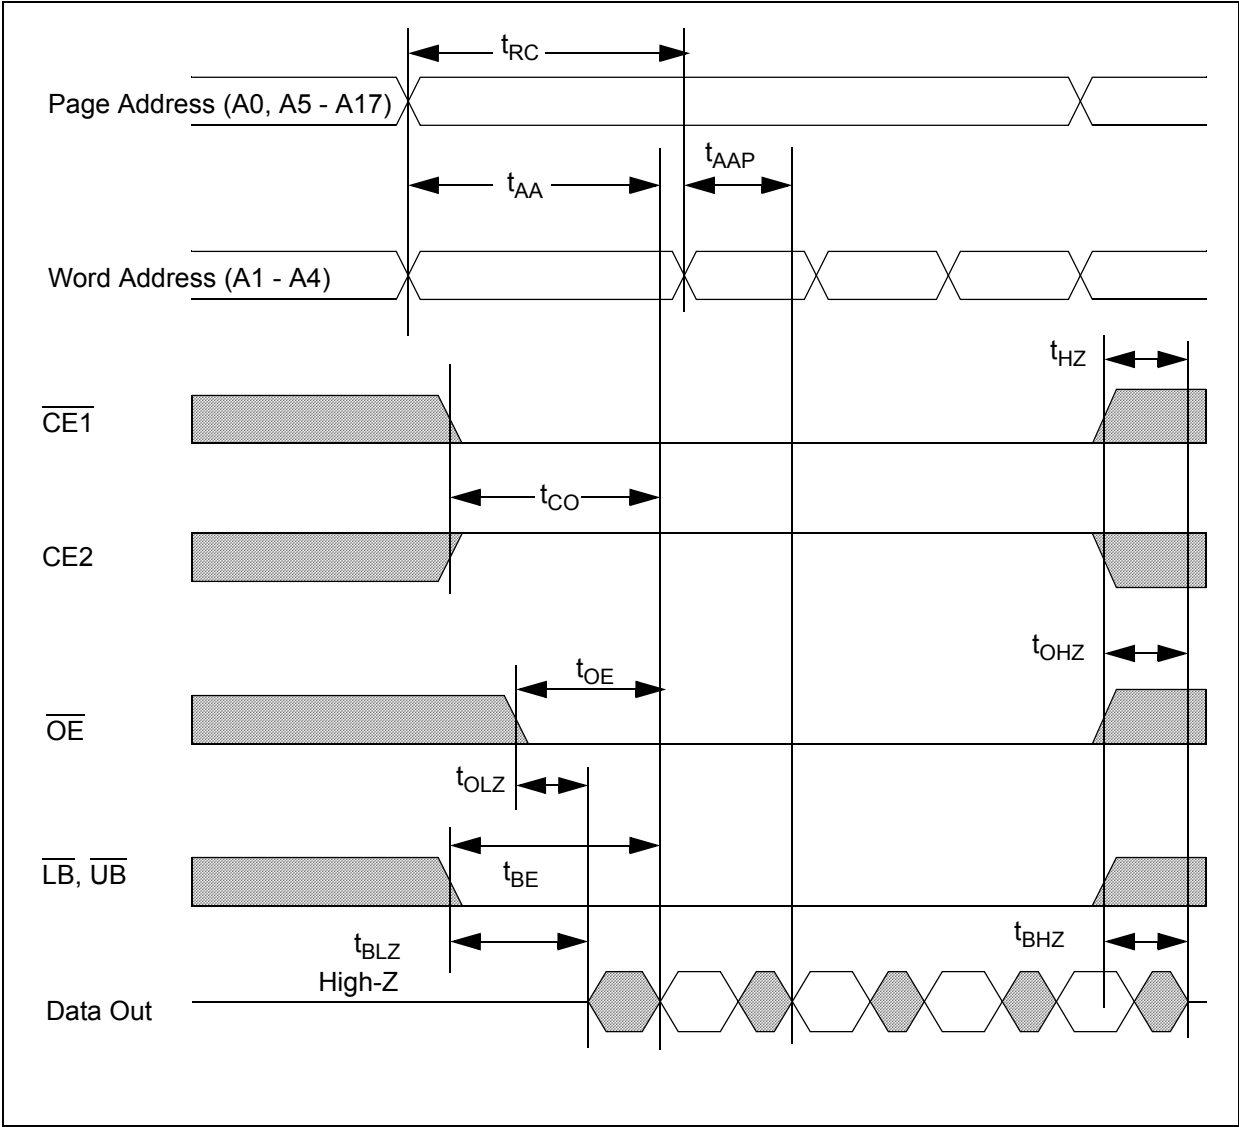 tRC
Page Address (A0, A5 - A17)
tAAP
tAA
Word Address (A1 - A4)
tHZ
CE1
tCO
CE2
tOHZ
tOE
OE
tOLZ
LB, UB
tBE
tBHZ
tBLZ
High-Z
Data Out